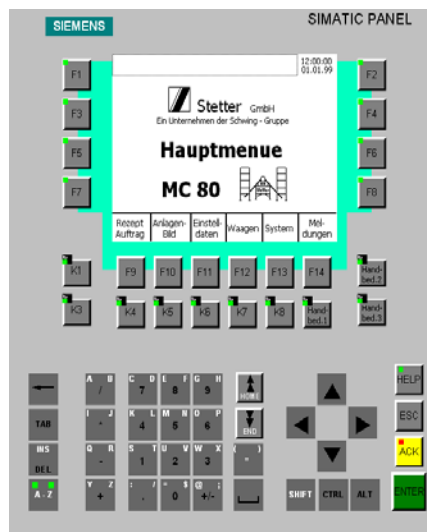 SIEMENS
SIMATIC PANEL
12:00:00
01.01.99
F1
F2
Stetter GmbH
Ein Unternehmen der Schwing - Gruppe
F3
F4
Hauptmenue
F5
F6
MC 80
F7
F8
Rezept Auftrag
Anlagen-Bild
Einstell-daten
Waagen
System
Mel-dungen
K1
F9 F10 F11 F12 F13 F14
Hand-bed.2
K3
K4 K5 K6 K7 K8
Hand-bed.1
Hand-bed.3
A B /
C D 7
E F 8
G H 9
HOME
HELP
TAB
I J *
K L 4
M N 5
O P 6
END
ESC
INS DEL
Q R -
S T 1
U V 2
W X 3
( ) =
ACK
A-Z
Y Z +
: / .
" $ 0
@ ; +/-
SHIFT CTRL ALT
ENTER